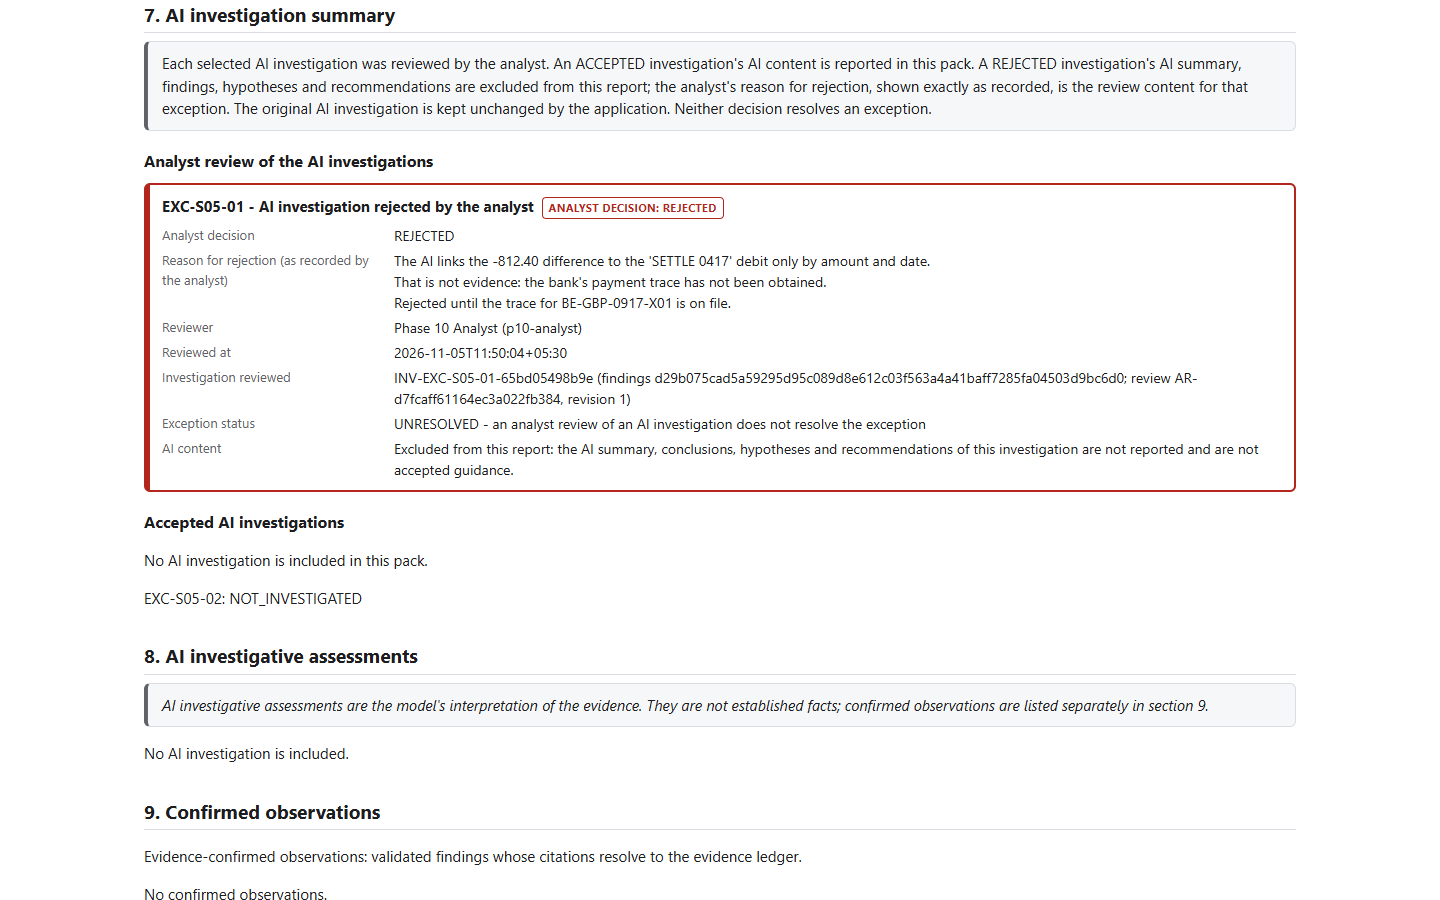 7. AI investigation summary
Each selected AI investigation was reviewed by the analyst. An ACCEPTED investigation's AI content is reported in this pack. A REJECTED investigation's AI summary,
findings, hypotheses and recommendations are excluded from this report; the analyst's reason for rejection, shown exactly as recorded, is the review content for that
exception. The original AI investigation is kept unchanged by the application. Neither decision resolves an exception.
Analyst review of the AI investigations
EXC-S05-01 - AI investigation rejected by the analyst ANALYST DECISION: REJECTED
Analyst decision REJECTED
Reason for rejection (as recorded by the analyst)
The AI links the -812.40 difference to the 'SETTLE 0417' debit only by amount and date.
That is not evidence: the bank's payment trace has not been obtained.
Rejected until the trace for BE-GBP-0917-X01 is on file.
Reviewer Phase 10 Analyst (p10-analyst)
Reviewed at 2026-11-05T11:50:04+05:30
Investigation reviewed INV-EXC-S05-01-65bd05498b9e (findings d29b075cad5a59295d95c089d8e612c03f563a4a41baff7285fa04503d9bc6d0; review AR-
d7fcaff61164ec3a022fb384, revision 1)
Exception status UNRESOLVED - an analyst review of an AI investigation does not resolve the exception
AI content Excluded from this report: the AI summary, conclusions, hypotheses and recommendations of this investigation are not reported and are not
accepted guidance.
Accepted AI investigations
No AI investigation is included in this pack.
EXC-S05-02: NOT_INVESTIGATED
8. AI investigative assessments
AI investigative assessments are the model's interpretation of the evidence. They are not established facts; confirmed observations are listed separately in section 9.
No AI investigation is included.
9. Confirmed observations
Evidence-confirmed observations: validated findings whose citations resolve to the evidence ledger.
No confirmed observations.